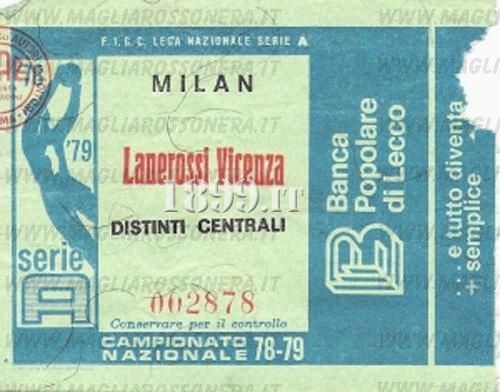 F.I.G.C. LEGA NAZIONALE SERIE A
MILAN
Lanerossi Vicenza
DISTINTI CENTRALI
'79
serie
A
002878
Conservare per il controllo
CAMPIONATO
NAZIONALE 78-79
B
Banca
Popolare
di Lecco
... e tutto diventa
+ semplice
1899.IT
WWW.MAGLIAROSSONERA.IT